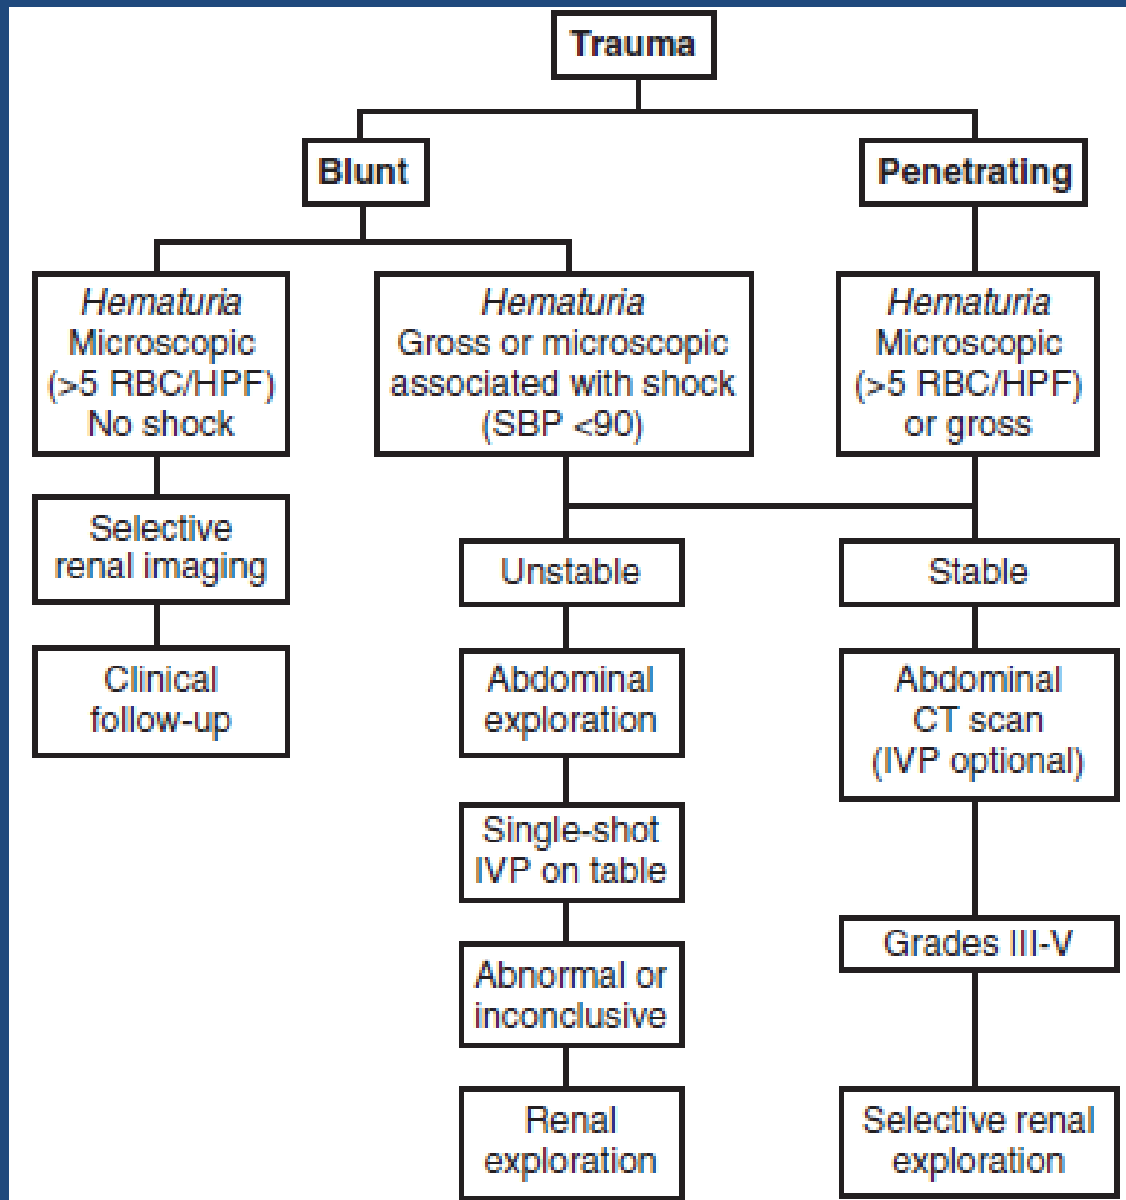 Trauma
Blunt
Penetrating
Hematuria
Microscopic
(>5 RBC/HPF)
No shock
Hematuria
Gross or microscopic
associated with shock
(SBP <90)
Hematuria
Microscopic
(>5 RBC/HPF)
or gross
Selective
renal imaging
Clinical
follow-up
Unstable
Abdominal
exploration
Single-shot
IVP on table
Abnormal or
inconclusive
Renal
exploration
Stable
Abdominal
CT scan
(IVP optional)
Grades III-V
Selective renal
exploration